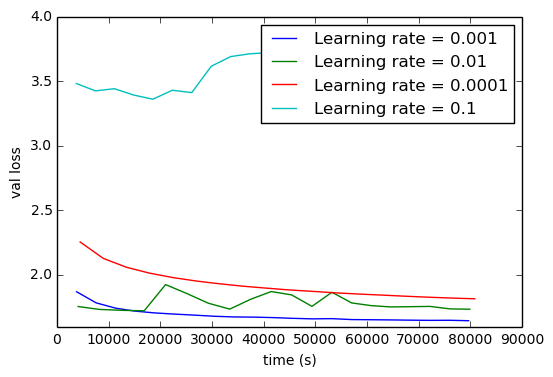 4.0
3.5
3.0
2.5
2.0
val loss
Learning rate = 0.001
Learning rate = 0.01
Learning rate = 0.0001
Learning rate = 0.1
0 10000 20000 30000 40000 50000 60000 70000 80000 90000
time (s)